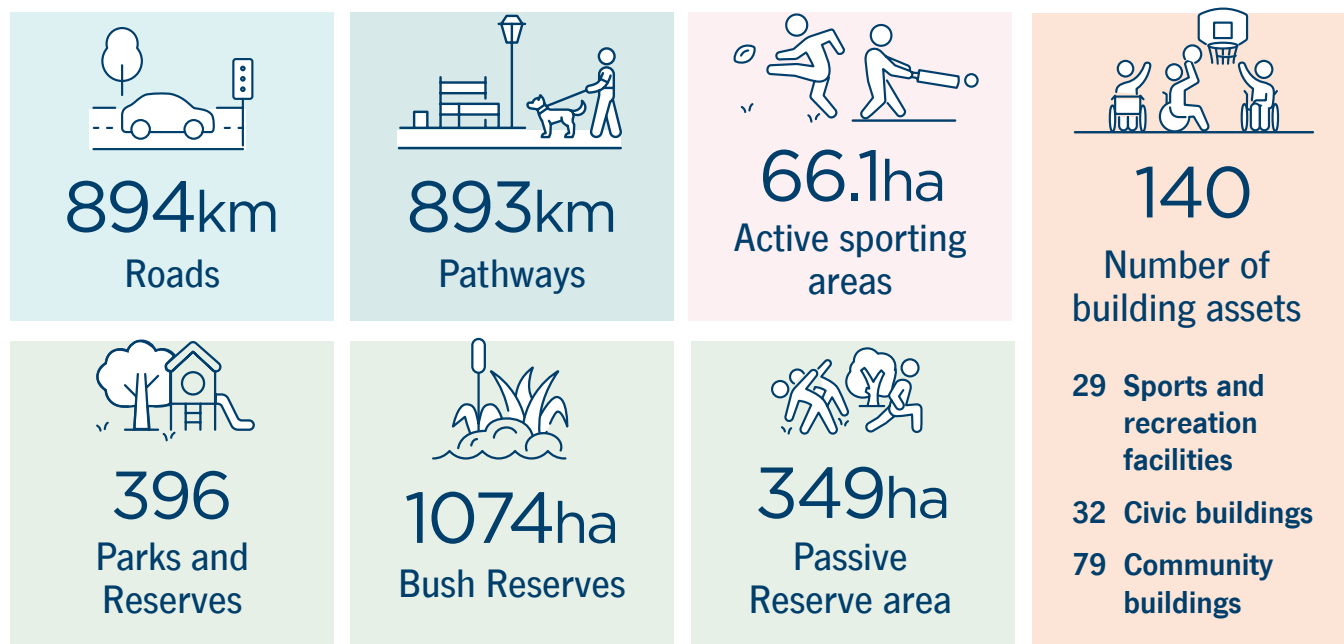 894km
Roads
893km
Pathways
66.1ha
Active sporting
areas
140
Number of
building assets
29 Sports and
recreation
facilities
32 Civic buildings
79 Community
buildings
396
Parks and
Reserves
1074ha
Bush Reserves
349ha
Passive
Reserve area